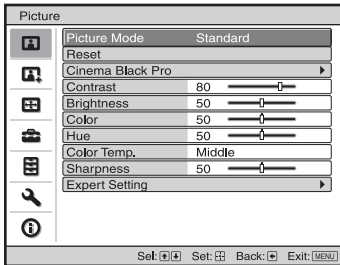 Picture
Picture Mode Standard
Reset
Cinema Black Pro
Contrast 80
Brightness 50
Color 50
Hue 50
Color Temp. Middle
Sharpness 50
Expert Setting
Sel: Set: Back: Exit: MENU